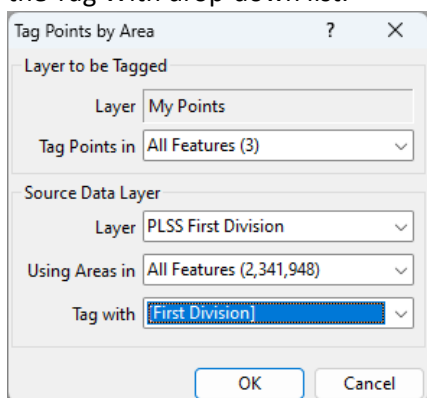 the Tag With drop-down list.
Tag Points by Area ? ×
Layer to be Tagged
Layer My Points
Tag Points in All Features (3)
Source Data Layer
Layer PLSS First Division
Using Areas in All Features (2,341,948)
Tag with [First Division]
OK Cancel